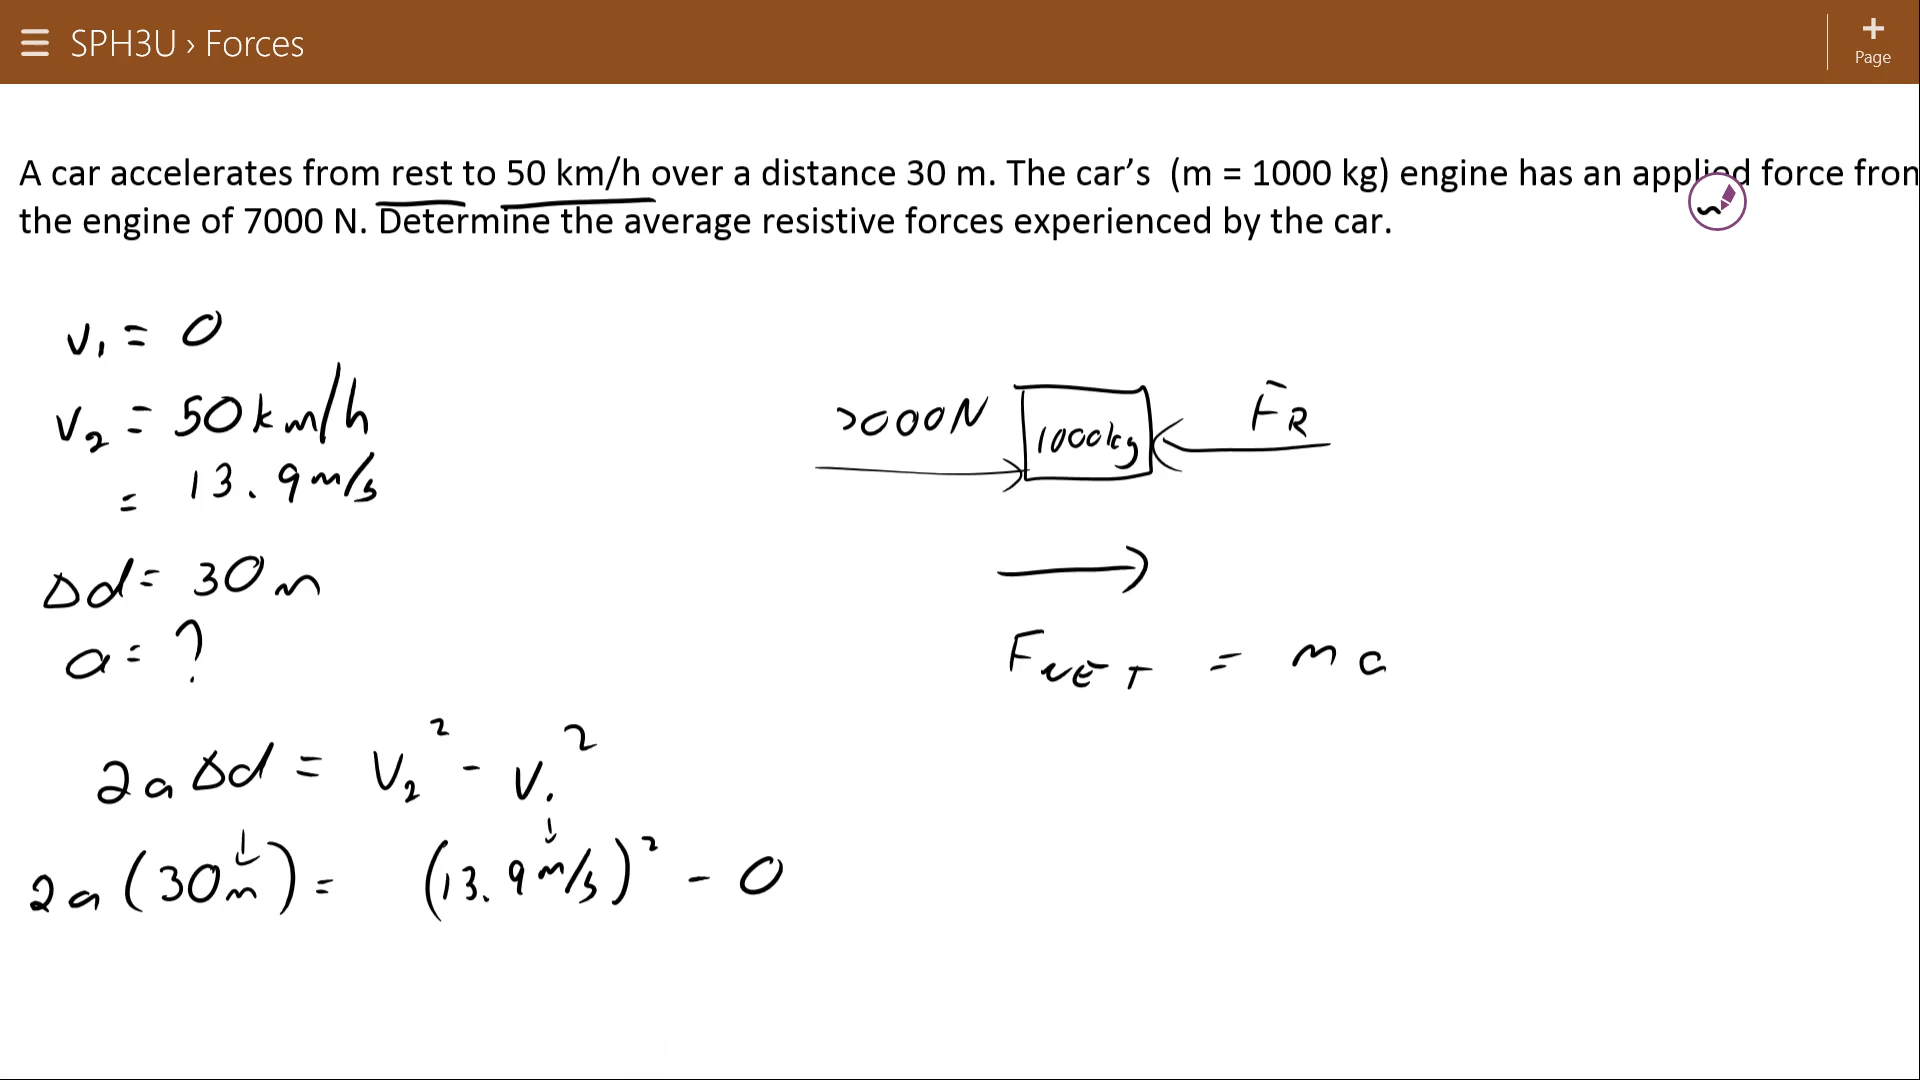 SPH3U › Forces
+
Page
A car accelerates from rest to 50 km/h over a distance 30 m. The car’s (m = 1000 kg) engine has an applied force fron
the engine of 7000 N. Determine the average resistive forces experienced by the car.
v₁ = 0
v₂ = 50 km/h
= 13.9 m/s
Δd = 30 m
a = ?
2aΔd = v₂² - v₁²
2a(30 m) = (13.9 m/s)² - 0
7000N
1000kg
F_R
F_NET = ma